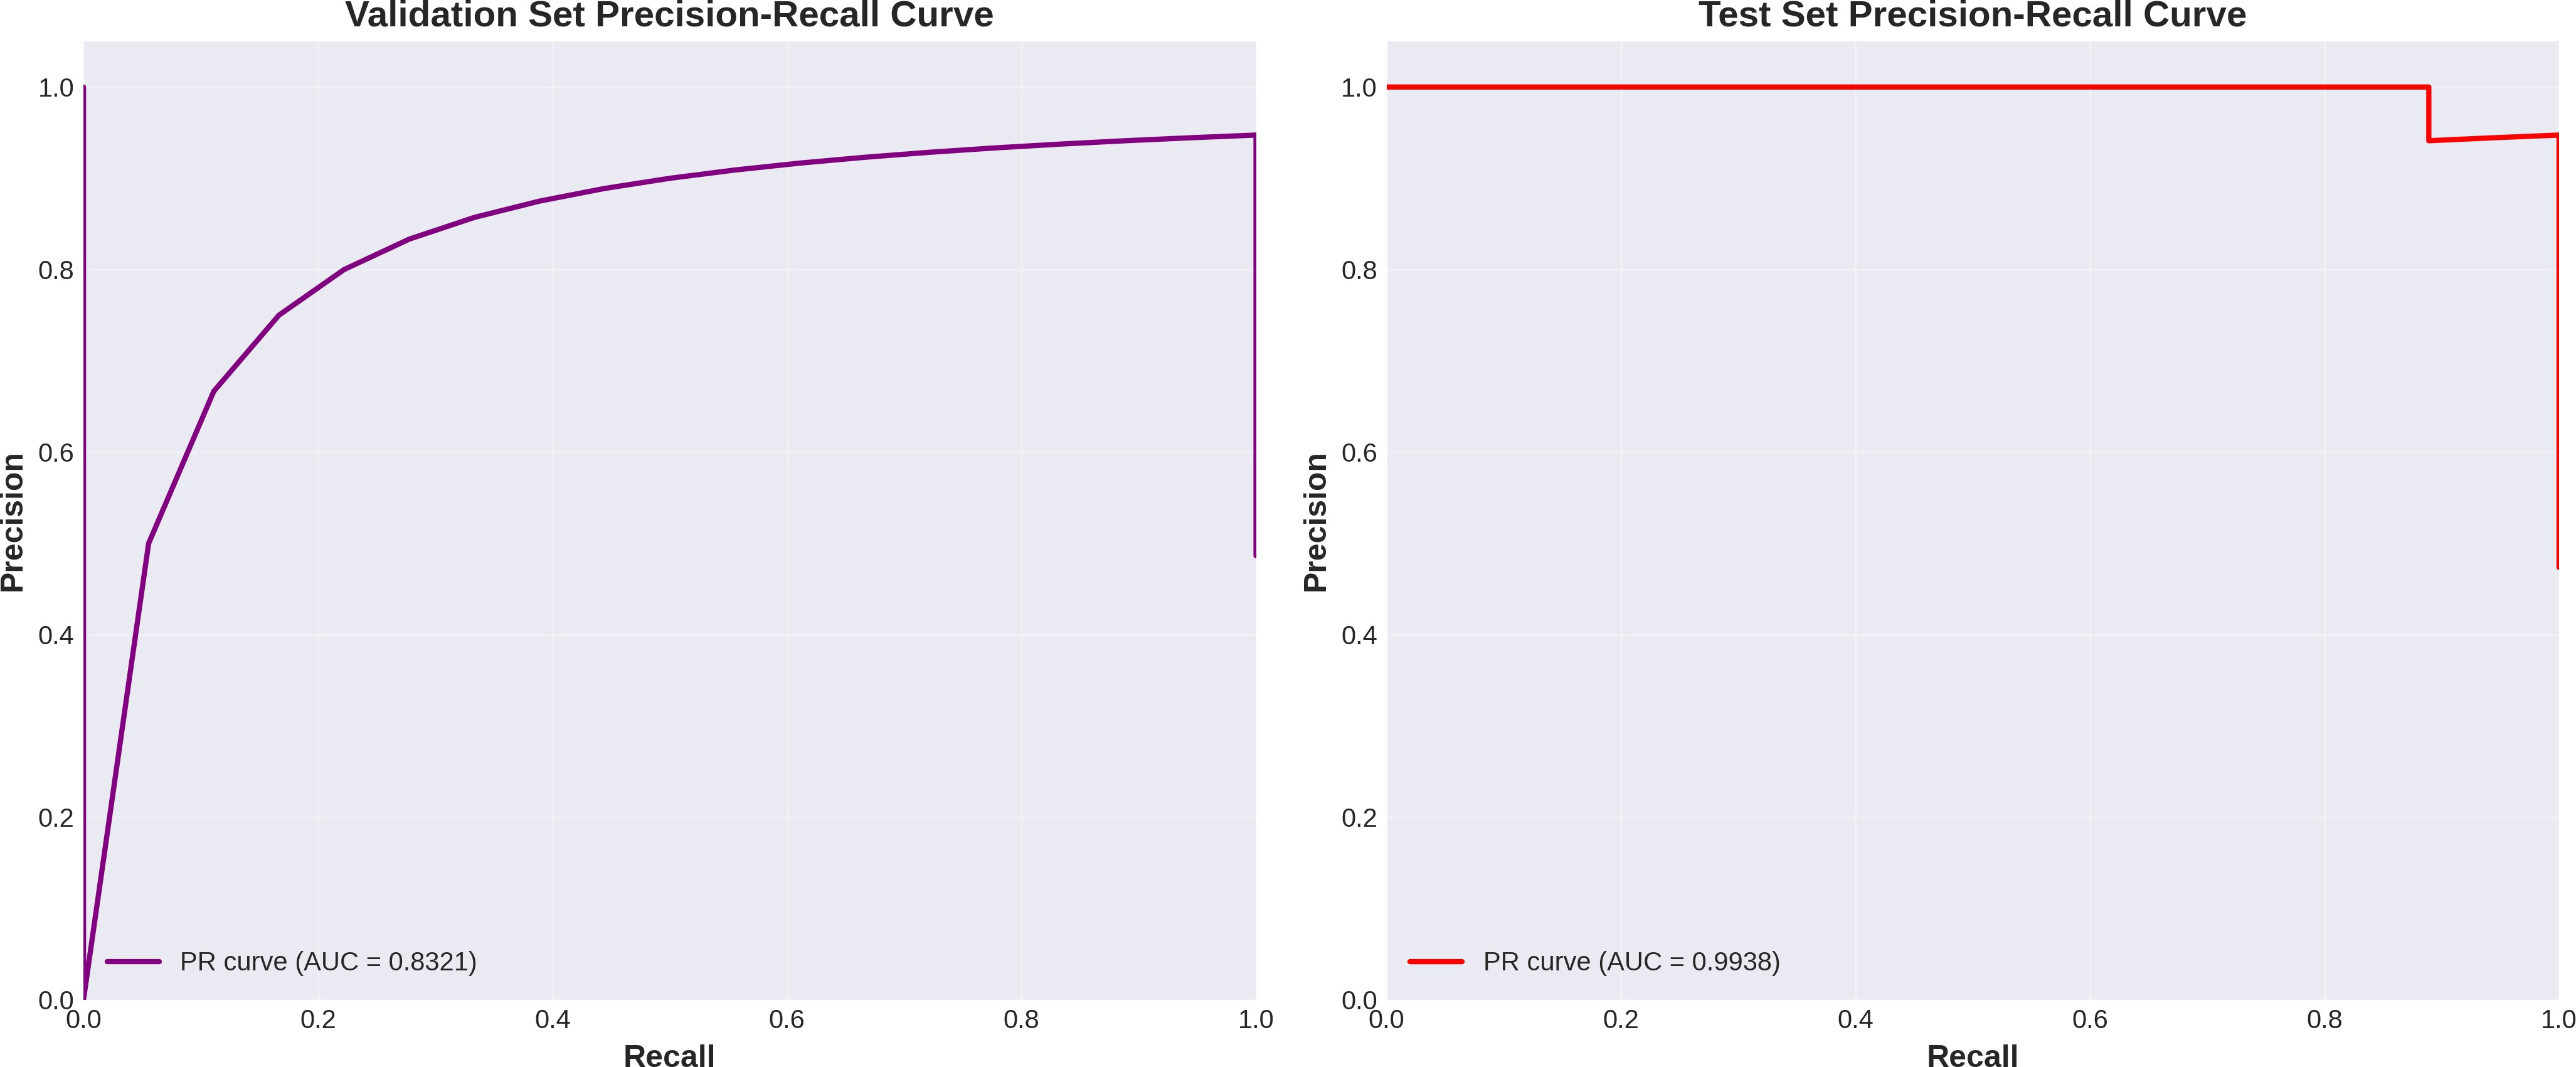 Validation Set Precision-Recall Curve
1.0
0.8
0.6
0.4
0.2
0.0
Precision
PR curve (AUC = 0.8321)
0.0 0.2 0.4 0.6 0.8 1.0
Recall
Test Set Precision-Recall Curve
1.0
0.8
0.6
0.4
0.2
0.0
Precision
PR curve (AUC = 0.9938)
0.0 0.2 0.4 0.6 0.8 1.0
Recall